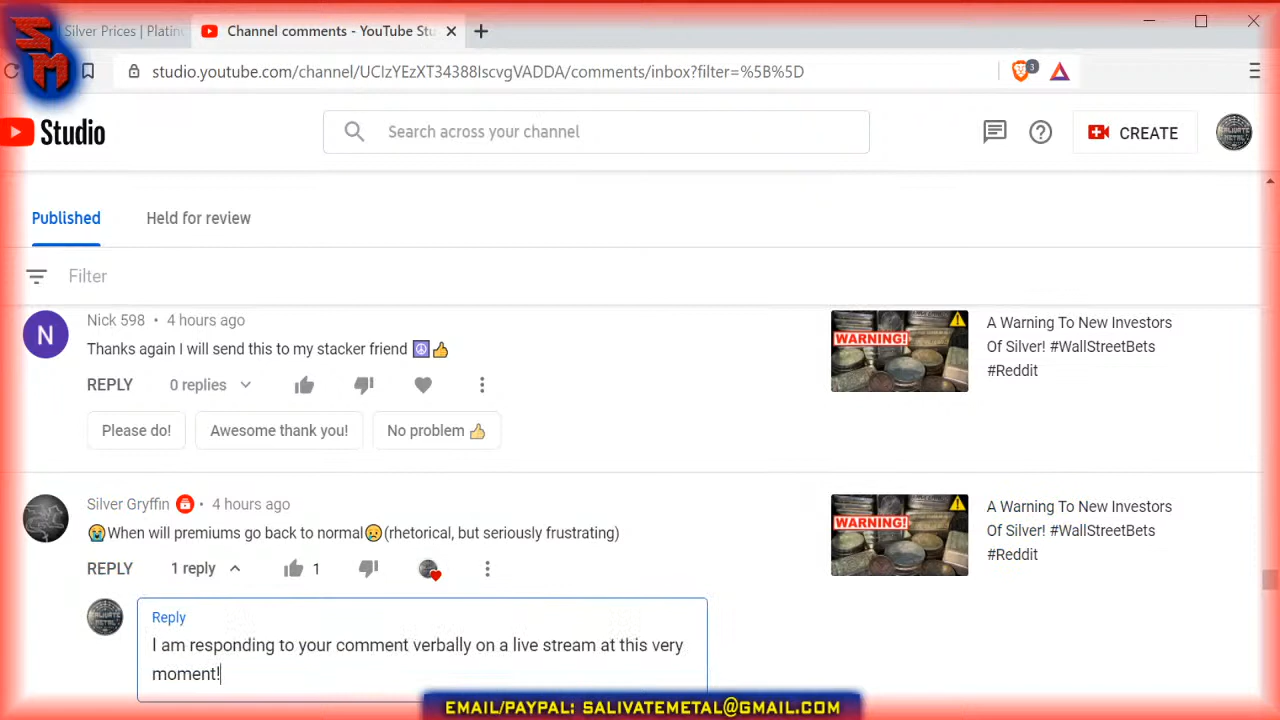 SM
Silver Prices | Platin
Channel comments - YouTube Stu
studio.youtube.com/channel/UCIzYEzXT34388IscvgVADDA/comments/inbox?filter=%5B%5D
3
Studio
Search across your channel
CREATE
Published
Held for review
Filter
N
Nick 598 • 4 hours ago
Thanks again I will send this to my stacker friend ☮👍
REPLY 0 replies
Please do! Awesome thank you! No problem 👍
WARNING!
A Warning To New Investors
Of Silver! #WallStreetBets
#Reddit
Silver Gryffin • 4 hours ago
😭When will premiums go back to normal😢(rhetorical, but seriously frustrating)
REPLY 1 reply 1
WARNING!
A Warning To New Investors
Of Silver! #WallStreetBets
#Reddit
Reply
I am responding to your comment verbally on a live stream at this very
moment!
EMAIL/PAYPAL: SALIVATEMETAL@GMAIL.COM